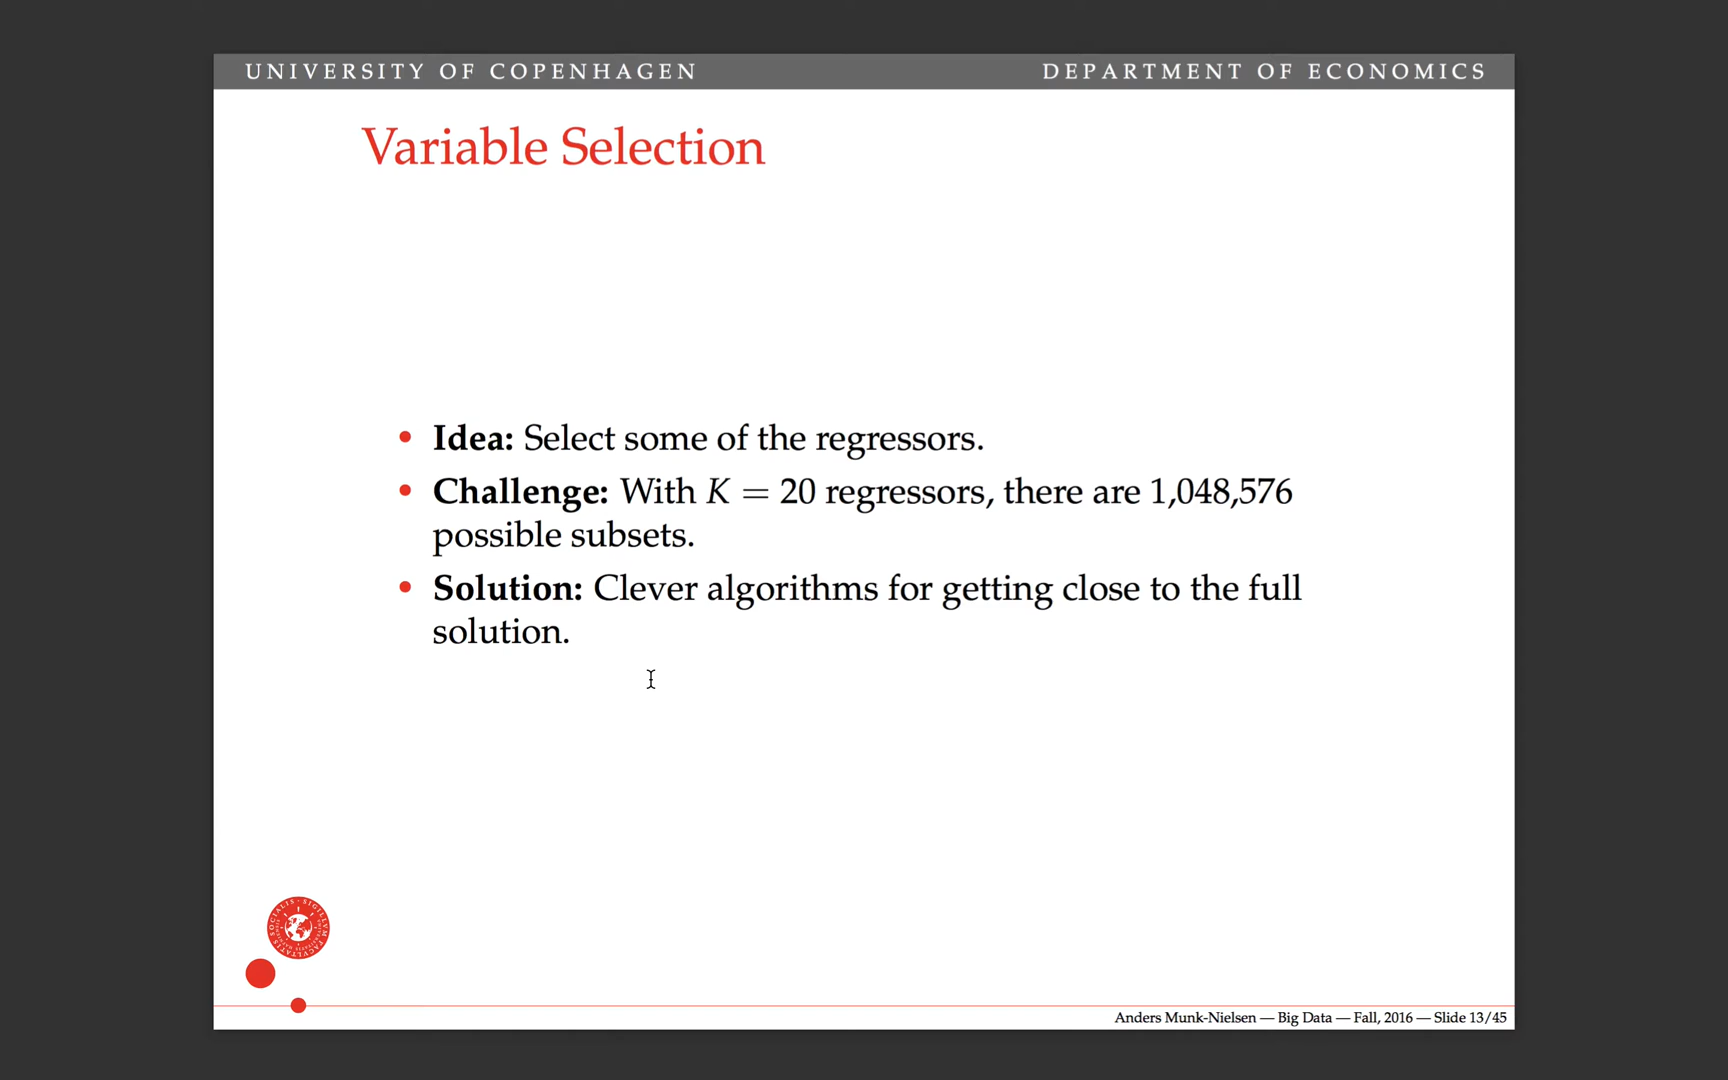 UNIVERSITY OF COPENHAGEN DEPARTMENT OF ECONOMICS
Variable Selection
• Idea: Select some of the regressors.
• Challenge: With K = 20 regressors, there are 1,048,576
possible subsets.
• Solution: Clever algorithms for getting close to the full
solution.
Anders Munk-Nielsen — Big Data — Fall, 2016 — Slide 13/45